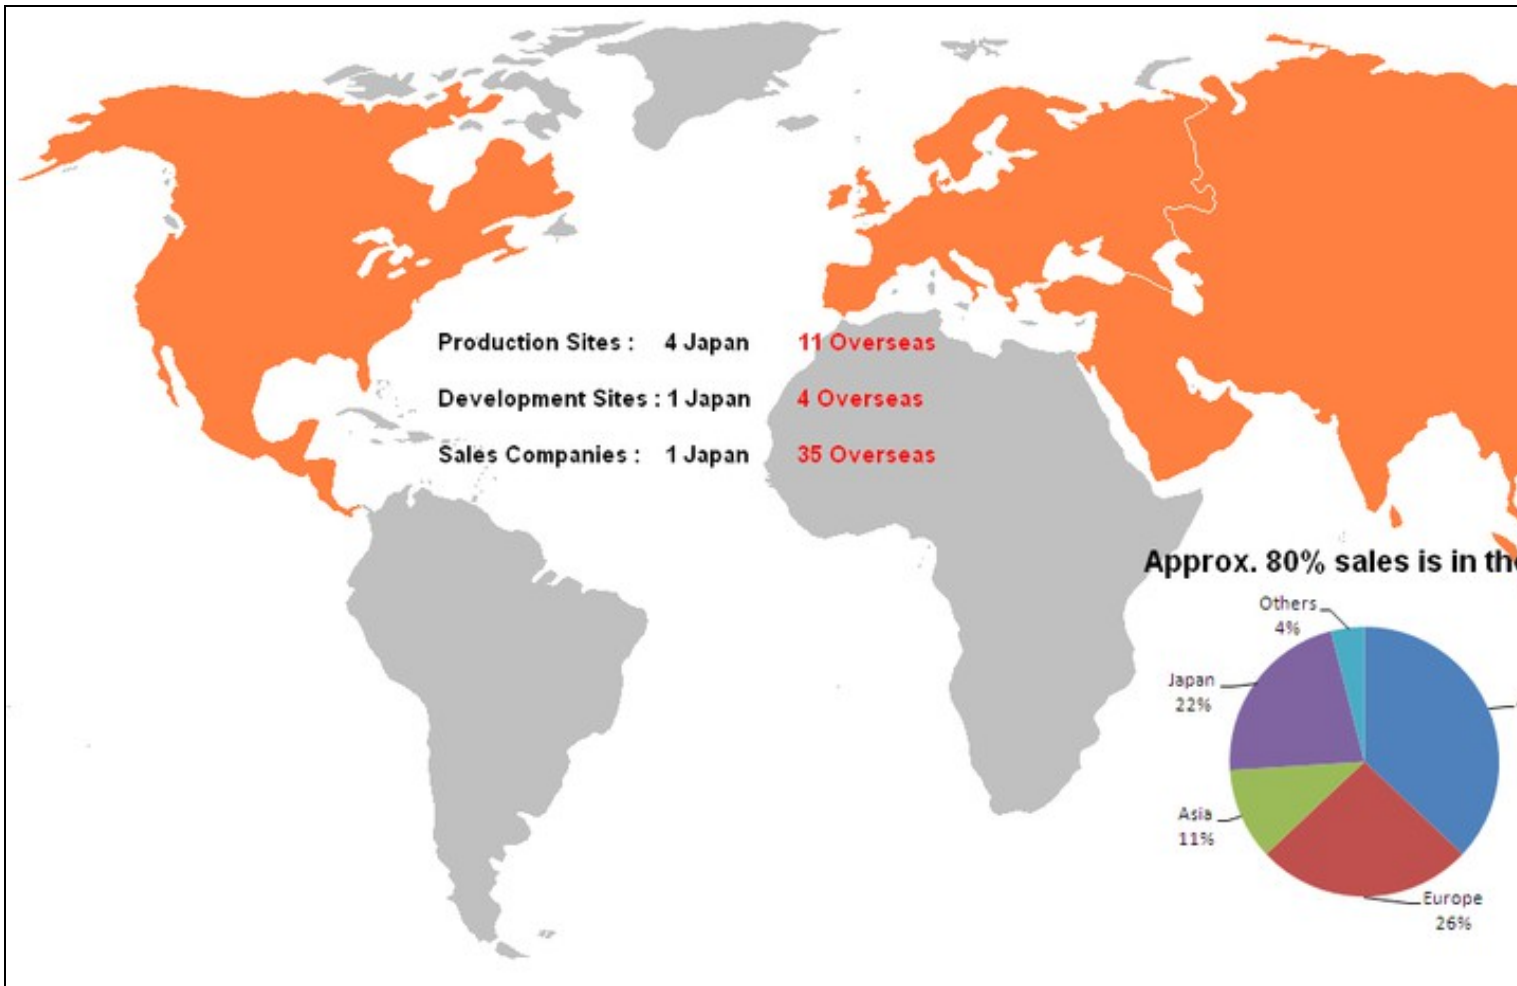 Production Sites : 4 Japan 11 Overseas
Development Sites : 1 Japan 4 Overseas
Sales Companies : 1 Japan 35 Overseas
Approx. 80% sales is in
Others
4%
Japan
22%
Asia
11%
Europe
26%